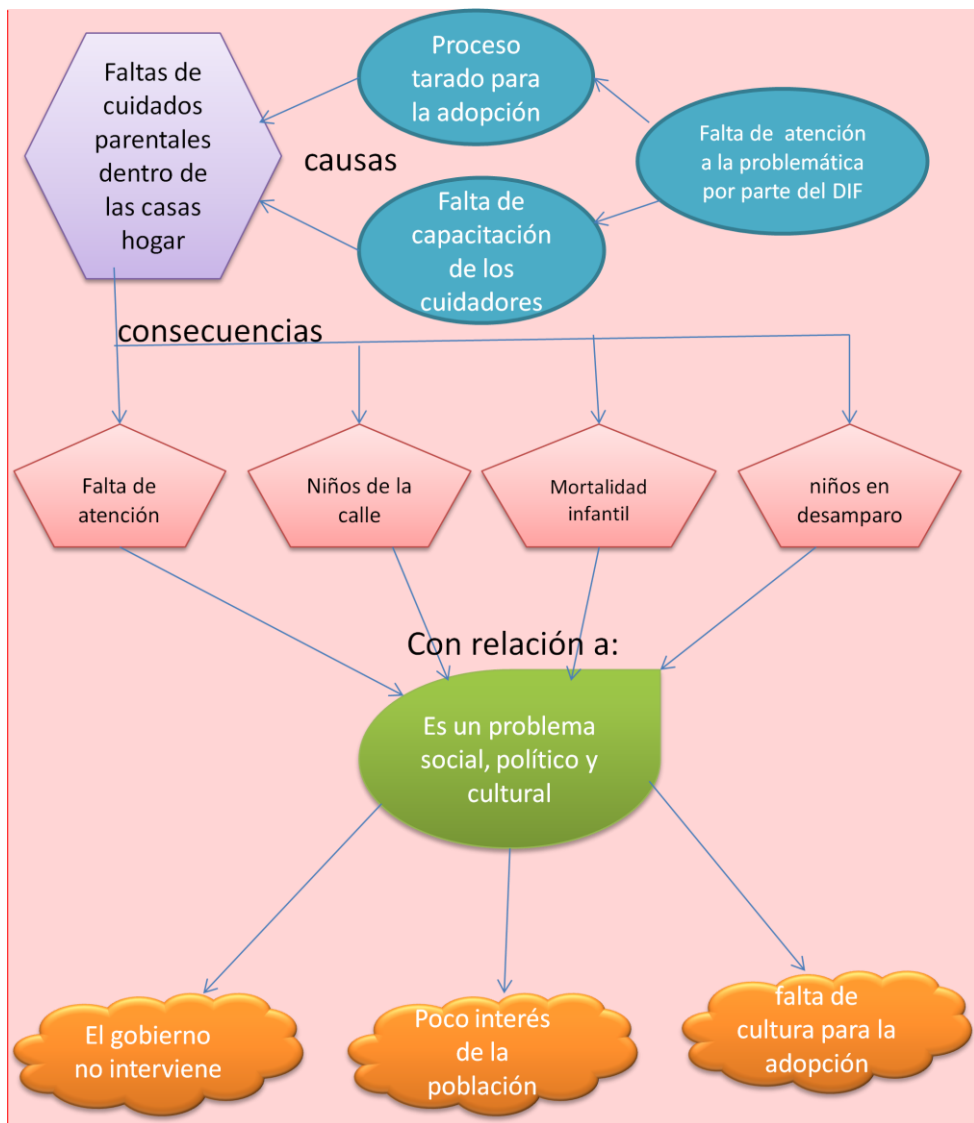 Faltas de
cuidados
parentales
dentro de
las casas
hogar
Proceso
tarado para
la adopción
causas
Falta de atención
a la problemática
por parte del DIF
Falta de
capacitación
de los
cuidadores
consecuencias
Falta de
atención
Niños de la
calle
Mortalidad
infantil
niños en
desamparo
Con relación a:
Es un problema
social, político y
cultural
El gobierno
no interviene
Poco interés
de la
población
falta de
cultura para la
adopción